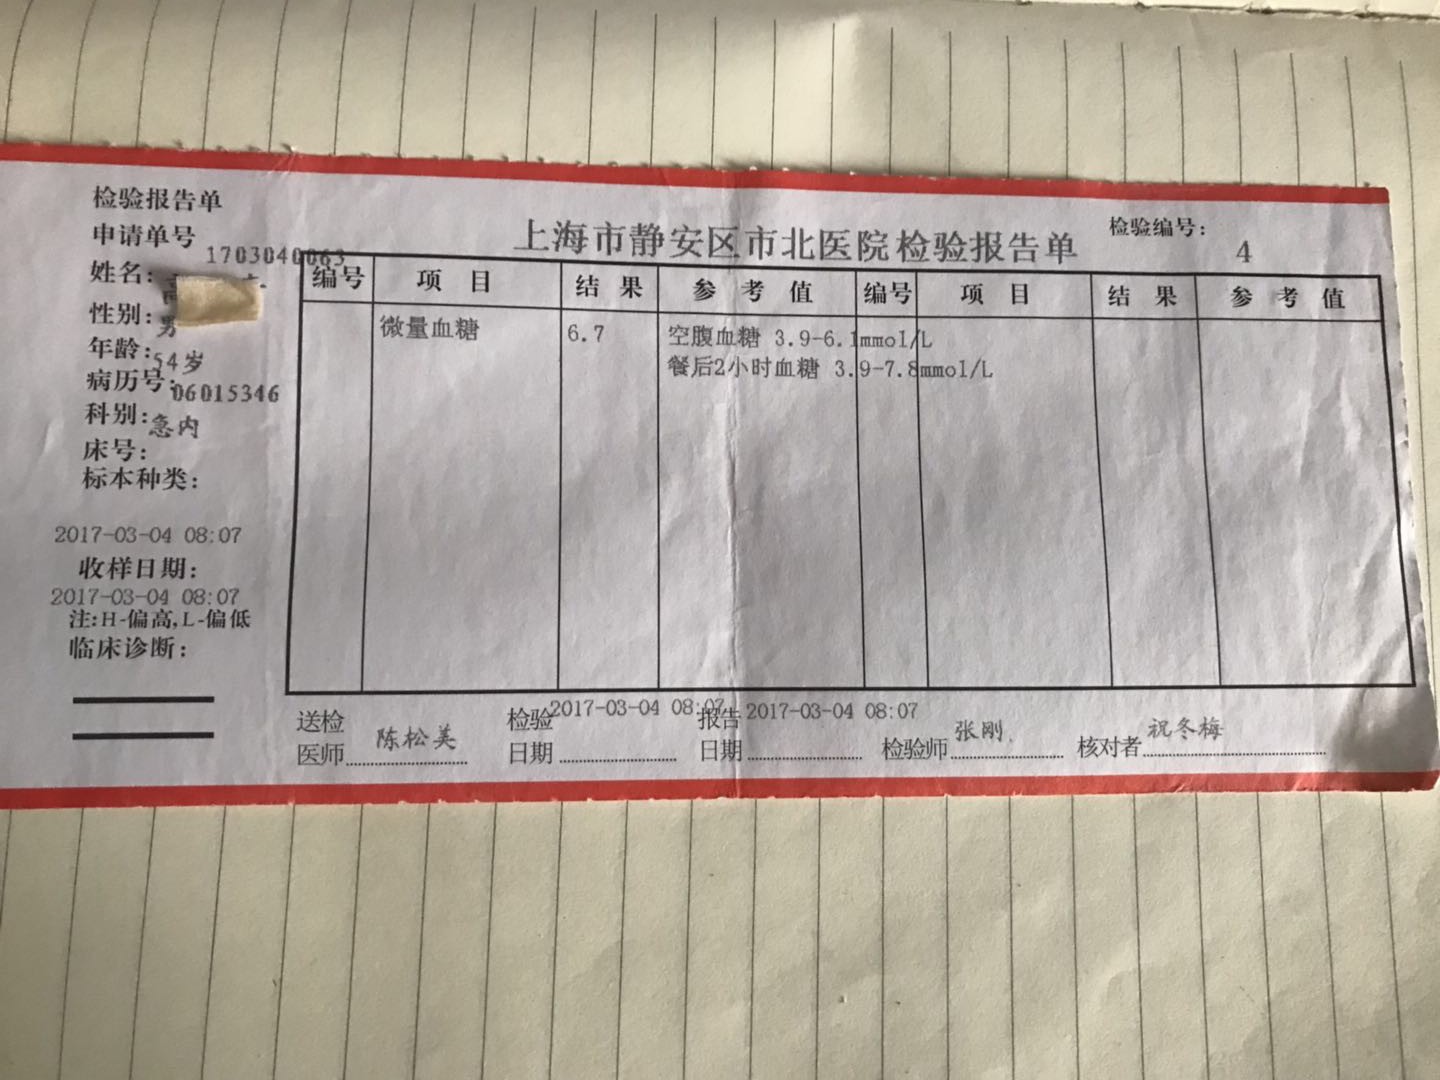 检验报告单
申请单号 1703040063
姓名:
性别: 男
年龄: 54岁
病历号: 06015346
科别: 急内
床号:
标本种类:
2017-03-04 08:07
收样日期:
2017-03-04 08:07
注:H-偏高,L-偏低
临床诊断:
上海市静安区市北医院检验报告单
检验编号: 4
编号 项目 结果 参考值 编号 项目 结果 参考值
微量血糖 6.7 空腹血糖 3.9-6.1mmol/L
餐后2小时血糖 3.9-7.8mmol/L
送检医师 陈松美 检验日期 2017-03-04 08:07 报告日期 2017-03-04 08:07 检验师 张刚 核对者 祝冬梅